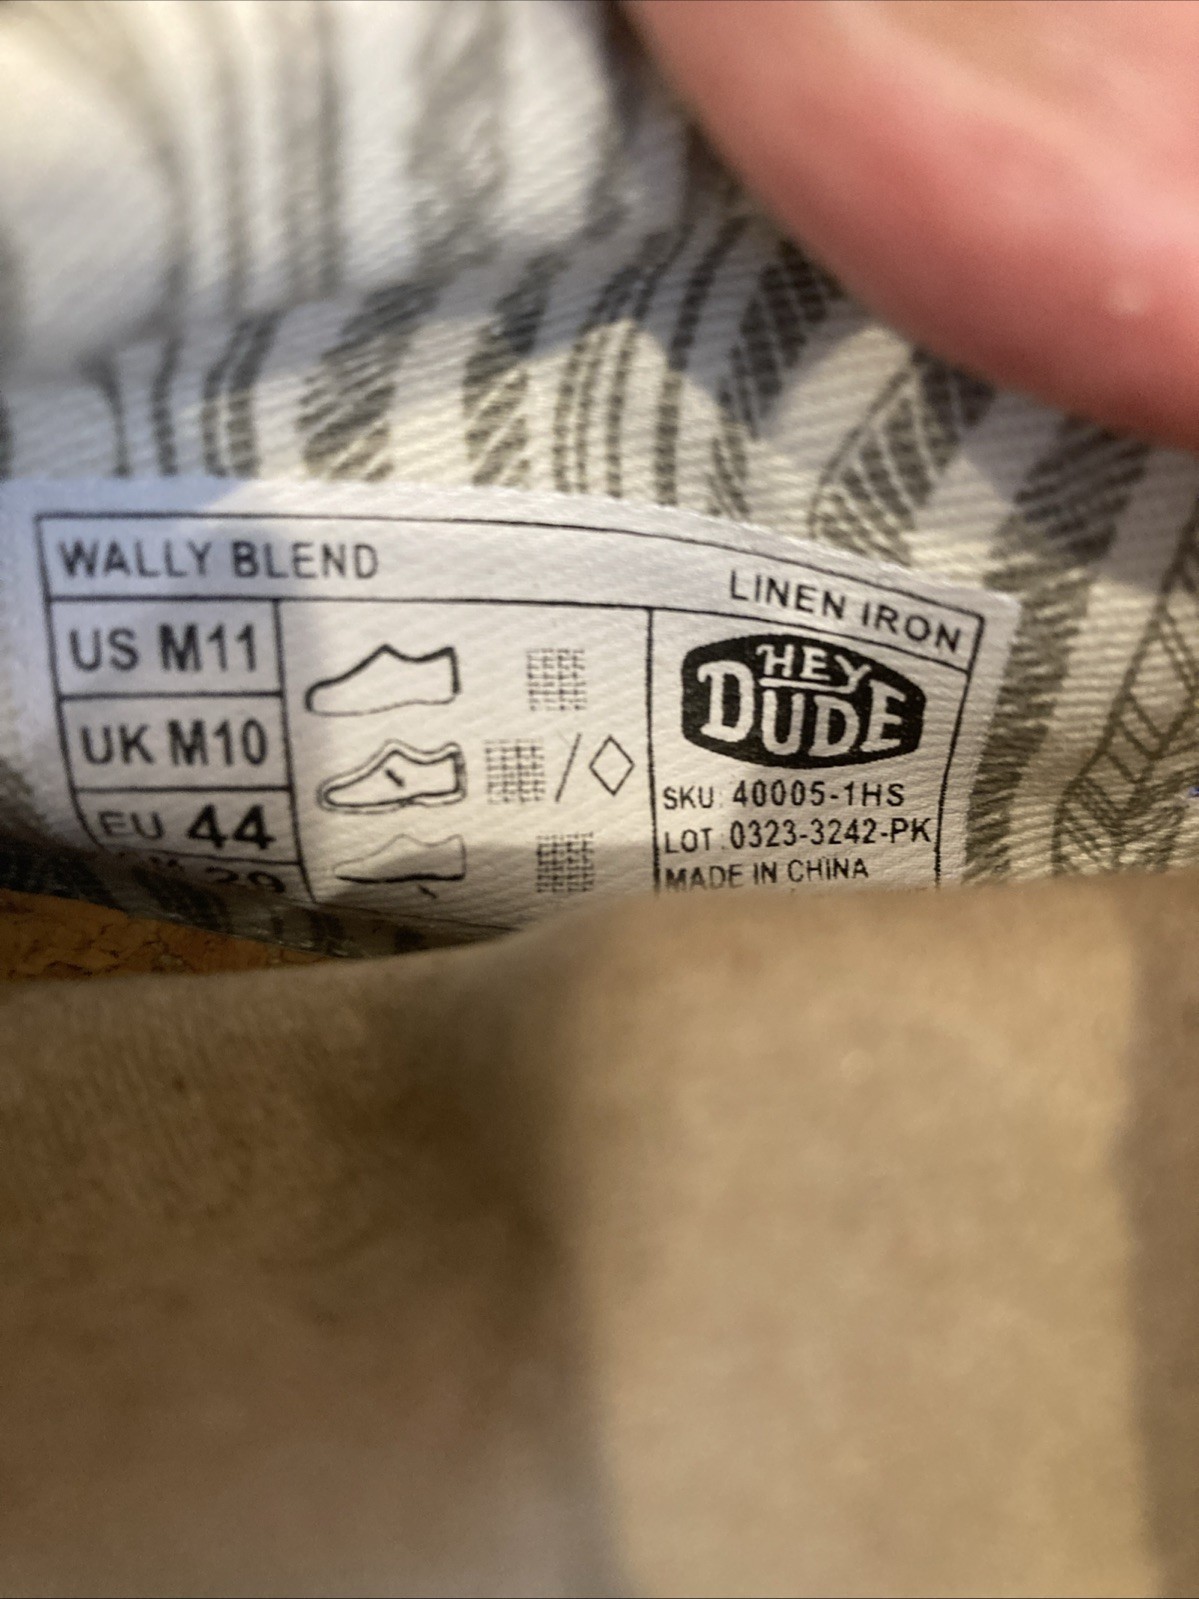 WALLY BLEND
LINEN IRON
US M11
UK M10
EU 44
29
HEY
DUDE
SKU: 40005-1HS
LOT: 0323-3242-PK
MADE IN CHINA